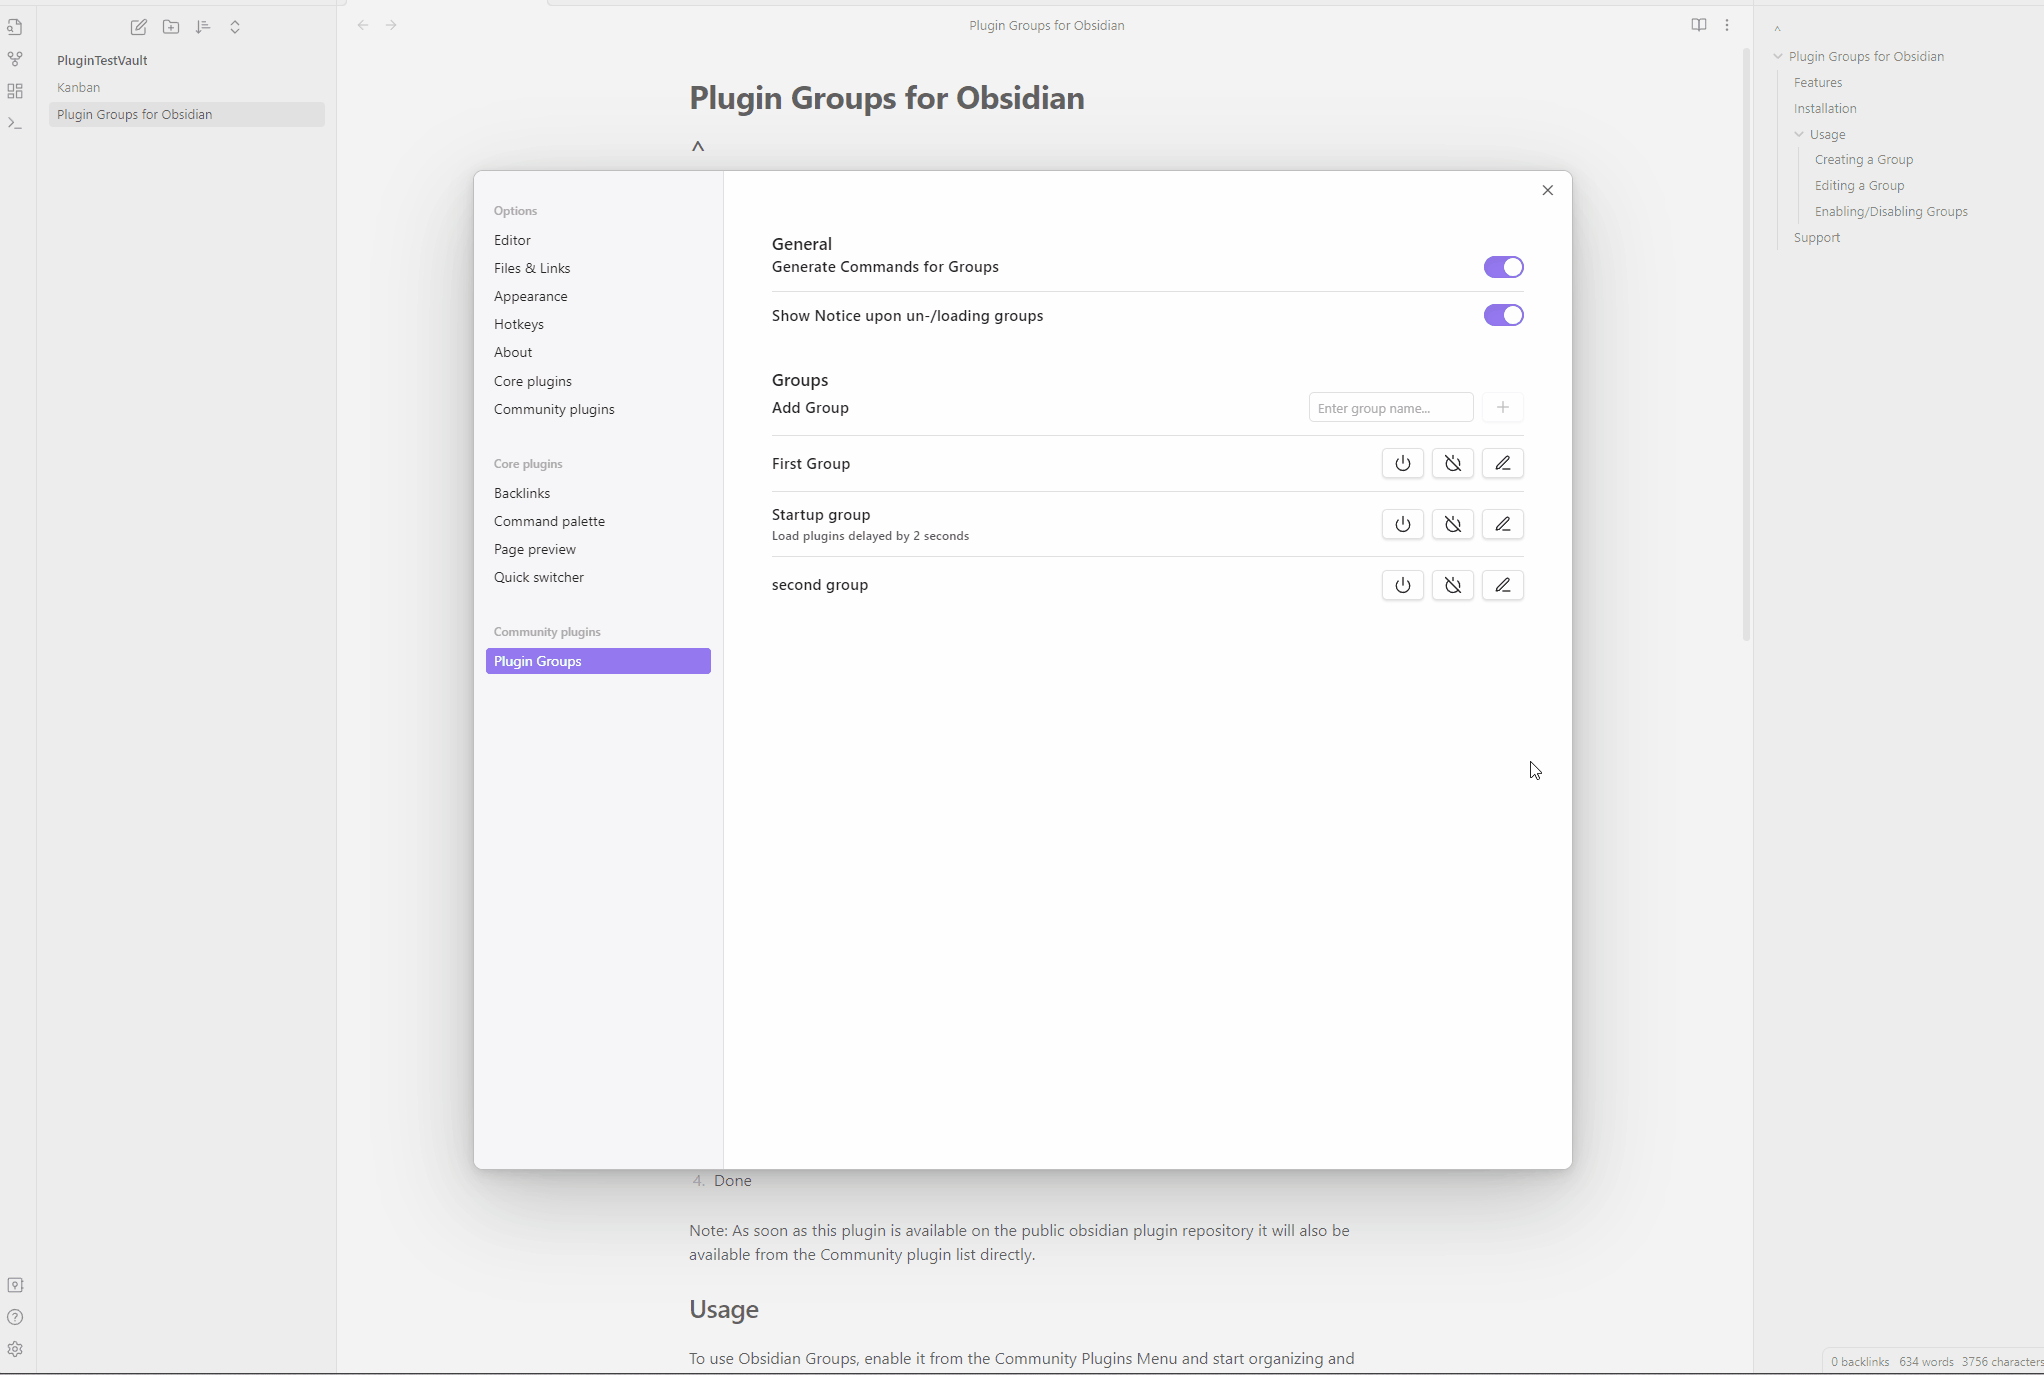 PluginTestVault
Kanban
Plugin Groups for Obsidian
Plugin Groups for Obsidian
Plugin Groups for Obsidian
^
Options
Editor
Files & Links
Appearance
Hotkeys
About
Core plugins
Community plugins
Core plugins
Backlinks
Command palette
Page preview
Quick switcher
Community plugins
Plugin Groups
General
Generate Commands for Groups
Show Notice upon un-/loading groups
Groups
Add Group
Enter group name...
First Group
Startup group
Load plugins delayed by 2 seconds
second group
4. Done
Note: As soon as this plugin is available on the public obsidian plugin repository it will also be
available from the Community plugin list directly.
Usage
To use Obsidian Groups, enable it from the Community Plugins Menu and start organizing and
^
Plugin Groups for Obsidian
Features
Installation
Usage
Creating a Group
Editing a Group
Enabling/Disabling Groups
Support
0 backlinks 634 words 3756 characters